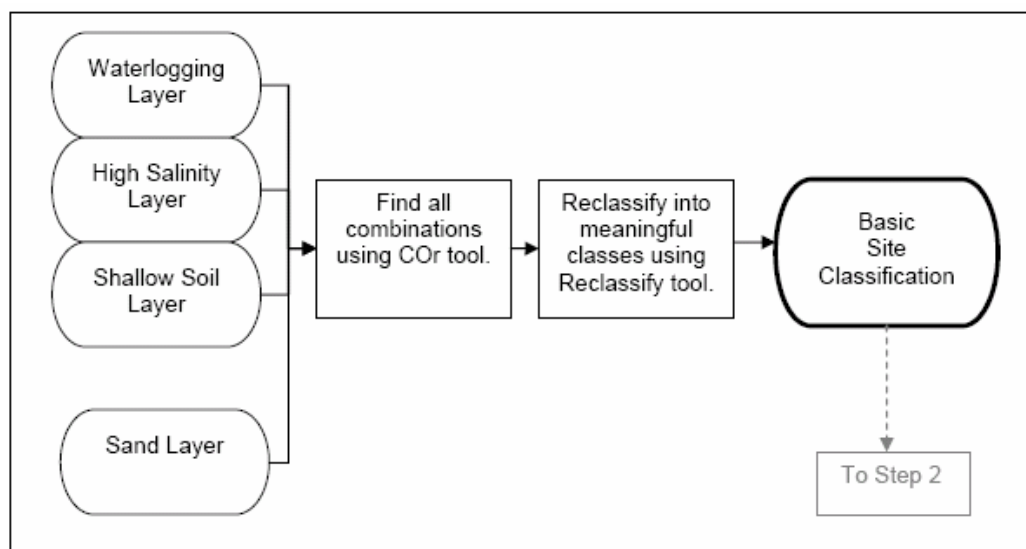 Waterlogging
Layer
High Salinity
Layer
Shallow Soil
Layer
Sand Layer
Find all
combinations
using COr tool.
Reclassify into
meaningful
classes using
Reclassify tool.
Basic
Site
Classification
To Step 2